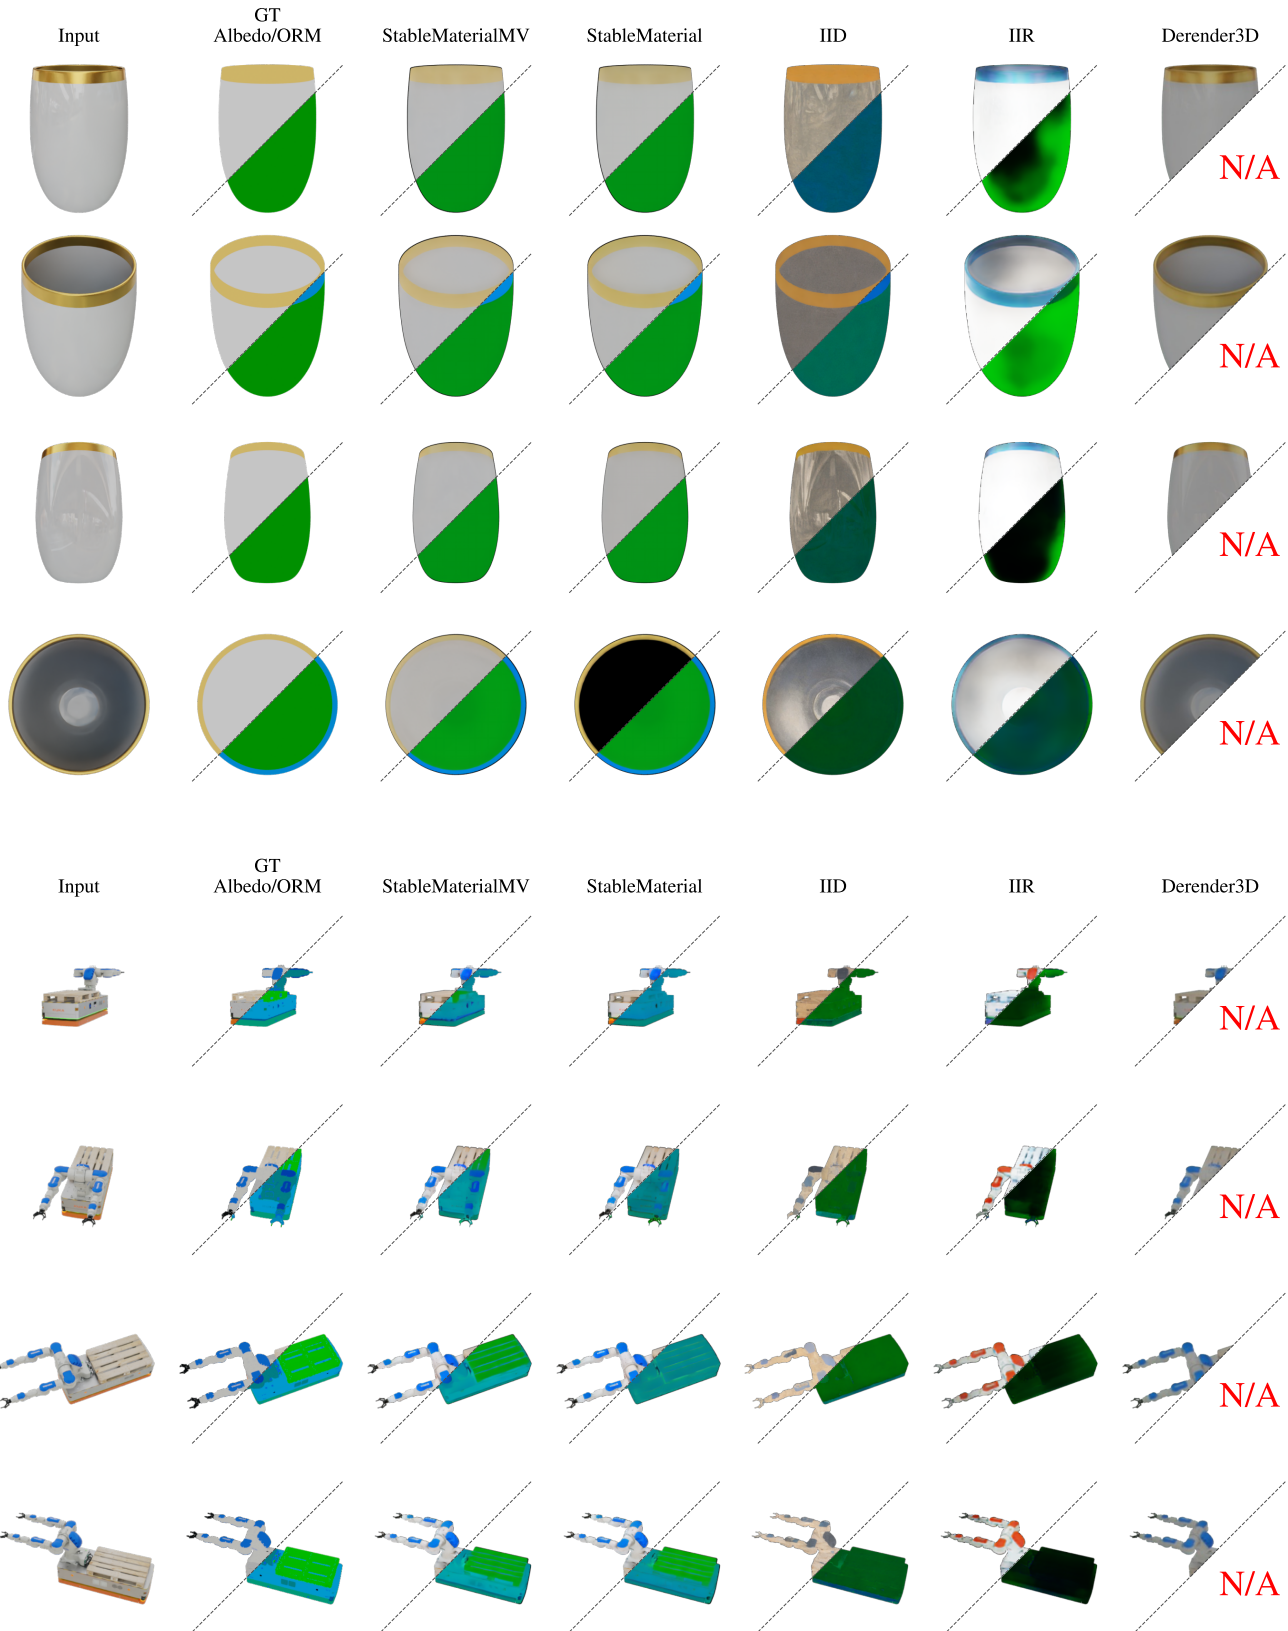 Input
GT
Albedo/ORM
StableMaterialMV
StableMaterial
IID
IIR
Derender3D
N/A
N/A
N/A
N/A
Input
GT
Albedo/ORM
StableMaterialMV
StableMaterial
IID
IIR
Derender3D
N/A
N/A
N/A
N/A